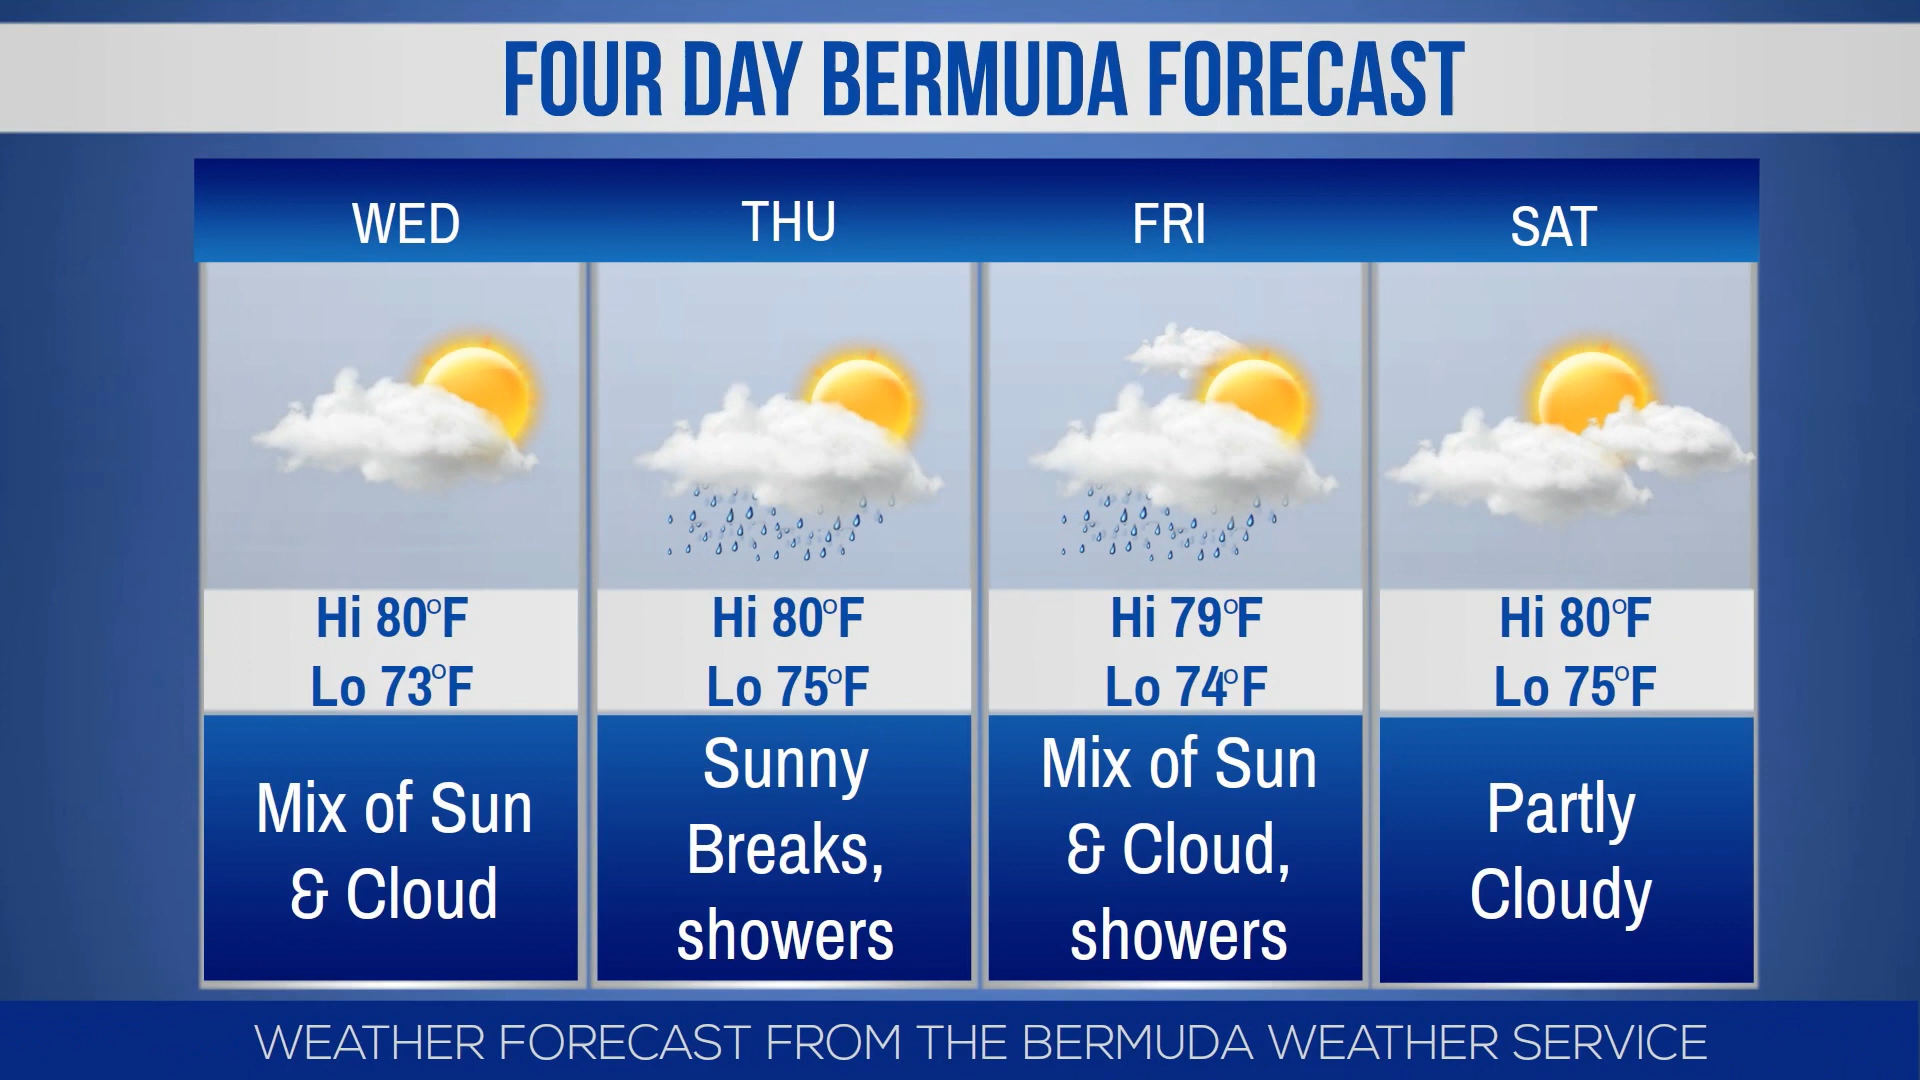 FOUR DAY BERMUDA FORECAST
WED
THU
FRI
SAT
Hi 80°F
Lo 73°F
Mix of Sun
& Cloud
Hi 80°F
Lo 75°F
Sunny
Breaks,
showers
Hi 79°F
Lo 74°F
Mix of Sun
& Cloud,
showers
Hi 80°F
Lo 75°F
Partly
Cloudy
WEATHER FORECAST FROM THE BERMUDA WEATHER SERVICE